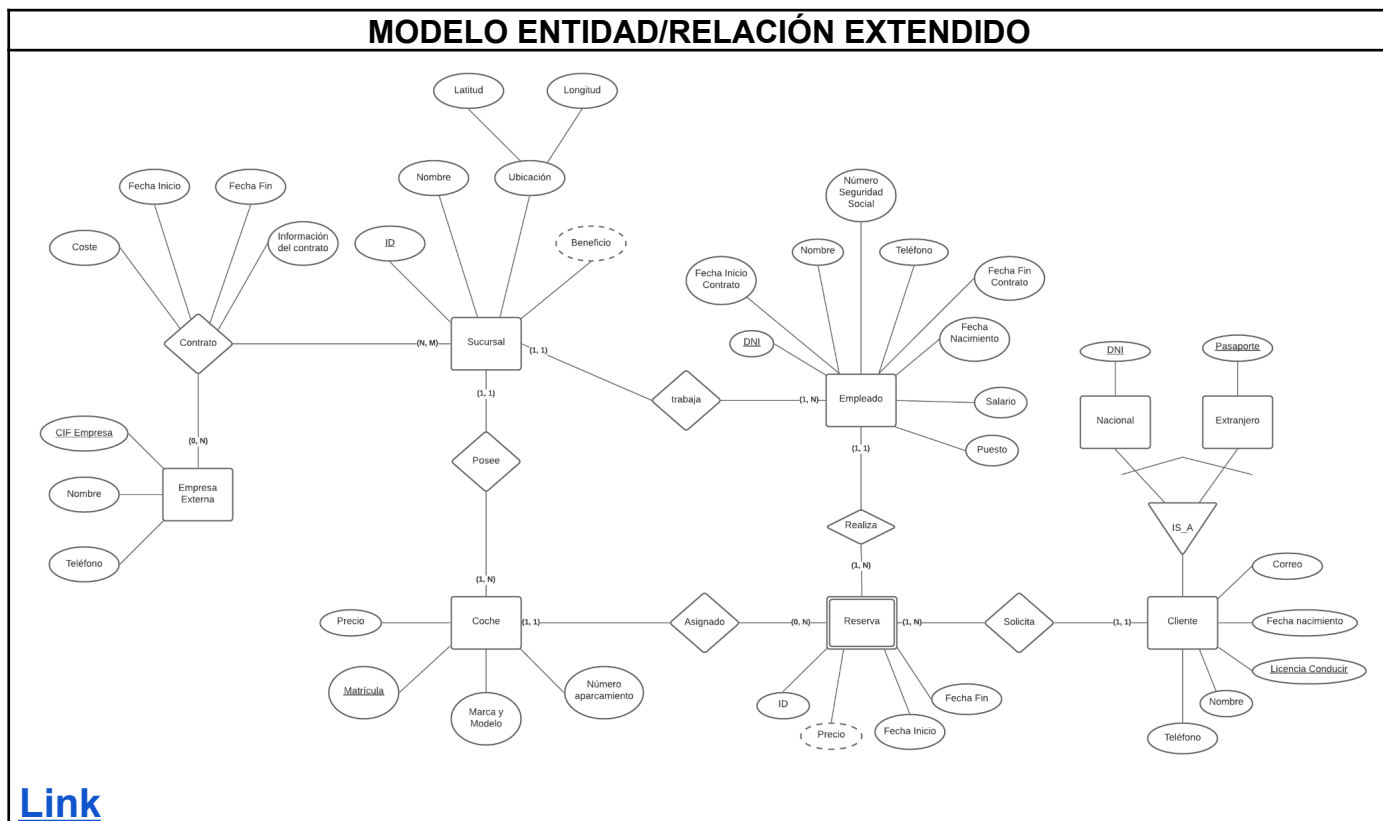 MODELO ENTIDAD/RELACIÓN EXTENDIDO
Latitud
Longitud
Fecha Inicio
Fecha Fin
Nombre
Ubicación
Coste
Información
del contrato
ID
Beneficio
Contrato
(N, M)
Sucursal
(1, 1)
(1, 1)
(0, N)
CIF Empresa
Nombre
Teléfono
Empresa
Externa
Posee
trabaja
(1, N)
Número
Seguridad
Social
Nombre
Teléfono
Fecha Inicio
Contrato
Fecha Fin
Contrato
DNI
Fecha
Nacimiento
Empleado
Salario
Puesto
(1, 1)
Realiza
(1, N)
DNI
Pasaporte
Nacional
Extranjero
IS_A
(1, N)
Precio
Coche
(1, 1)
Asignado
(0, N)
Reserva
(1, N)
Solicita
(1, 1)
Cliente
Correo
Fecha nacimiento
Licencia Conducir
Nombre
Teléfono
Matrícula
Marca y
Modelo
Número
aparcamiento
ID
Precio
Fecha Inicio
Fecha Fin
Link